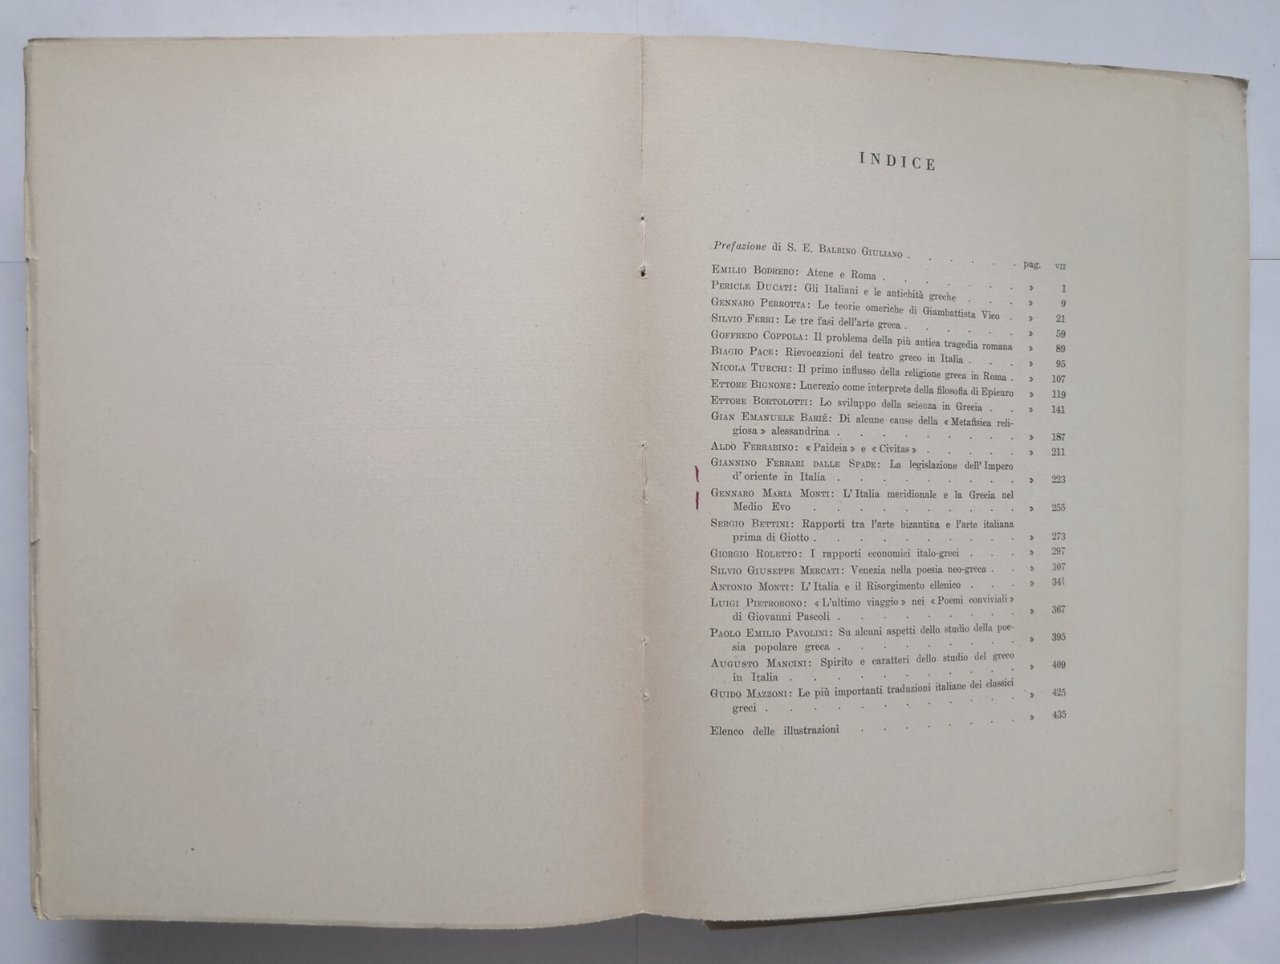 INDICE
Prefazione di S. E. Balbino Giuliano . . . . . . pag. VII
Emilio Bodrero: Atene e Roma . . . . . . . » 1
Pericle Ducati: Gli Italiani e le antichità greche . . . » 9
Gennaro Perrotta: Le teorie omeriche di Giambattista Vico . » 21
Silvio Ferri: Le tre fasi dell'arte greca . . . . . . » 59
Goffredo Coppola: Il problema della più antica tragedia romana » 89
Biagio Pace: Rievocazioni del teatro greco in Italia . . . » 95
Nicola Turchi: Il primo influsso della religione greca in Roma . » 107
Ettore Bignone: Lucrezio come interprete della filosofia di Epicuro » 119
Ettore Bortolotti: Lo sviluppo della scienza in Grecia . . » 141
Gian Emanuele Barié: Di alcune cause della « Metafisica reli-
giosa » alessandrina . . . . . . . . . » 187
Aldo Ferrabino: « Paideia » e « Civitas » . . . . . » 211
Giannino Ferrari dalle Spade: La legislazione dell'Impero
d'oriente in Italia . . . . . . . . . » 223
Gennaro Maria Monti: L'Italia meridionale e la Grecia nel
Medio Evo . . . . . . . . . . » 255
Sergio Bettini: Rapporti tra l'arte bizantina e l'arte italiana
prima di Giotto . . . . . . . . . . » 273
Giorgio Roletto: I rapporti economici italo-greci . . . » 297
Silvio Giuseppe Mercati: Venezia nella poesia neo-greca . . » 307
Antonio Monti: L'Italia e il Risorgimento ellenico . . . » 341
Luigi Pietrobono: « L'ultimo viaggio » nei « Poemi conviviali »
di Giovanni Pascoli . . . . . . . . . » 367
Paolo Emilio Pavolini: Su alcuni aspetti dello studio della poe-
sia popolare greca . . . . . . . . . » 395
Augusto Mancini: Spirito e caratteri dello studio del greco
in Italia . . . . . . . . . . . » 409
Guido Mazzoni: Le più importanti traduzioni italiane dei classici
greci . . . . . . . . . . . . » 425
Elenco delle illustrazioni . . . . . . . . » 435